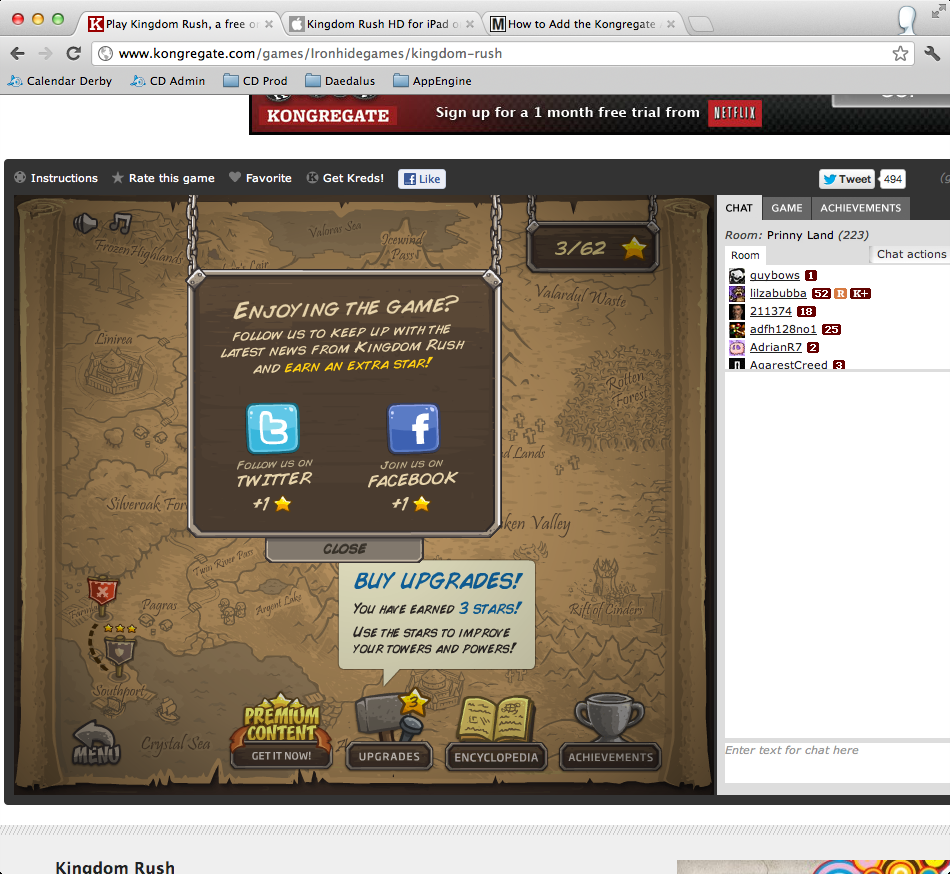 Play Kingdom Rush, a free o
Kingdom Rush HD for iPad o
How to Add the Kongregate
www.kongregate.com/games/Ironhidegames/kingdom-rush
Calendar Derby
CD Admin
CD Prod
Daedalus
AppEngine
KONGREGATE
Sign up for a 1 month free trial from
NETFLIX
Instructions
Rate this game
Favorite
Get Kreds!
Like
Tweet
494
CHAT
GAME
ACHIEVEMENTS
Room: Prinny Land (223)
Room
Chat actions
guybows 1
lilzabubba 52 R K+
211374 18
adfh128no1 25
AdrianR7 2
AgarestCreed 3
Enter text for chat here
Frozen Highlands
Valorar Sea
Icewind
Pass
3/62
Valardul Waste
Linirea
ENJOYING THE GAME?
FOLLOW US TO KEEP UP WITH THE
LATEST NEWS FROM KINGDOM RUSH
AND EARN AN EXTRA STAR!
Rotten
Forest
FOLLOW US ON
TWITTER
+1
JOIN US ON
FACEBOOK
+1
Lands
Silveroak For
ken Valley
CLOSE
Twin River Pass
Pagras
Argent Lake
Rift of Cinders
BUY UPGRADES!
YOU HAVE EARNED 3 STARS!
USE THE STARS TO IMPROVE
YOUR TOWERS AND POWERS!
Southport
Crystal Sea
MENU
PREMIUM
CONTENT
GET IT NOW!
3
UPGRADES
ENCYCLOPEDIA
ACHIEVEMENTS
Kingdom Rush